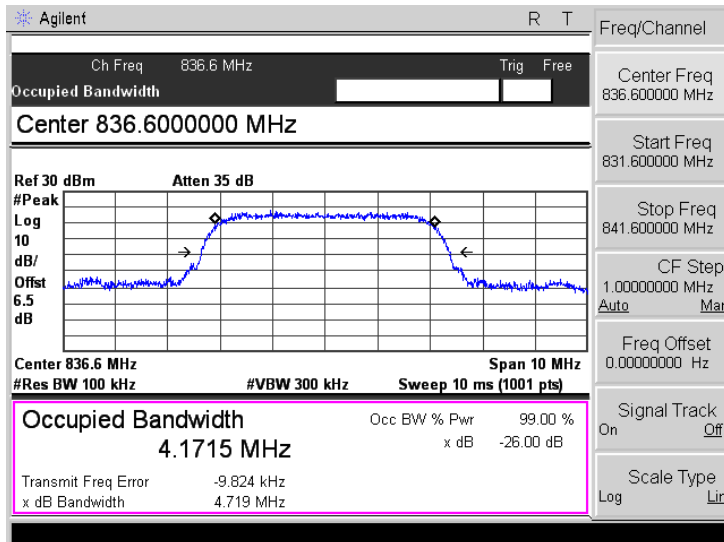 Agilent R T
Ch Freq 836.6 MHz Trig Free
Occupied Bandwidth
Center 836.6000000 MHz
Ref 30 dBm Atten 35 dB
#Peak
Log
10
dB/
Offst
6.5
dB
Center 836.6 MHz Span 10 MHz
#Res BW 100 kHz #VBW 300 kHz Sweep 10 ms (1001 pts)
Occupied Bandwidth
4.1715 MHz
Occ BW % Pwr 99.00 %
x dB -26.00 dB
Transmit Freq Error -9.824 kHz
x dB Bandwidth 4.719 MHz
Freq/Channel
Center Freq
836.600000 MHz
Start Freq
831.600000 MHz
Stop Freq
841.600000 MHz
CF Step
1.00000000 MHz
Auto Man
Freq Offset
0.00000000 Hz
Signal Track
On Off
Scale Type
Log Lin